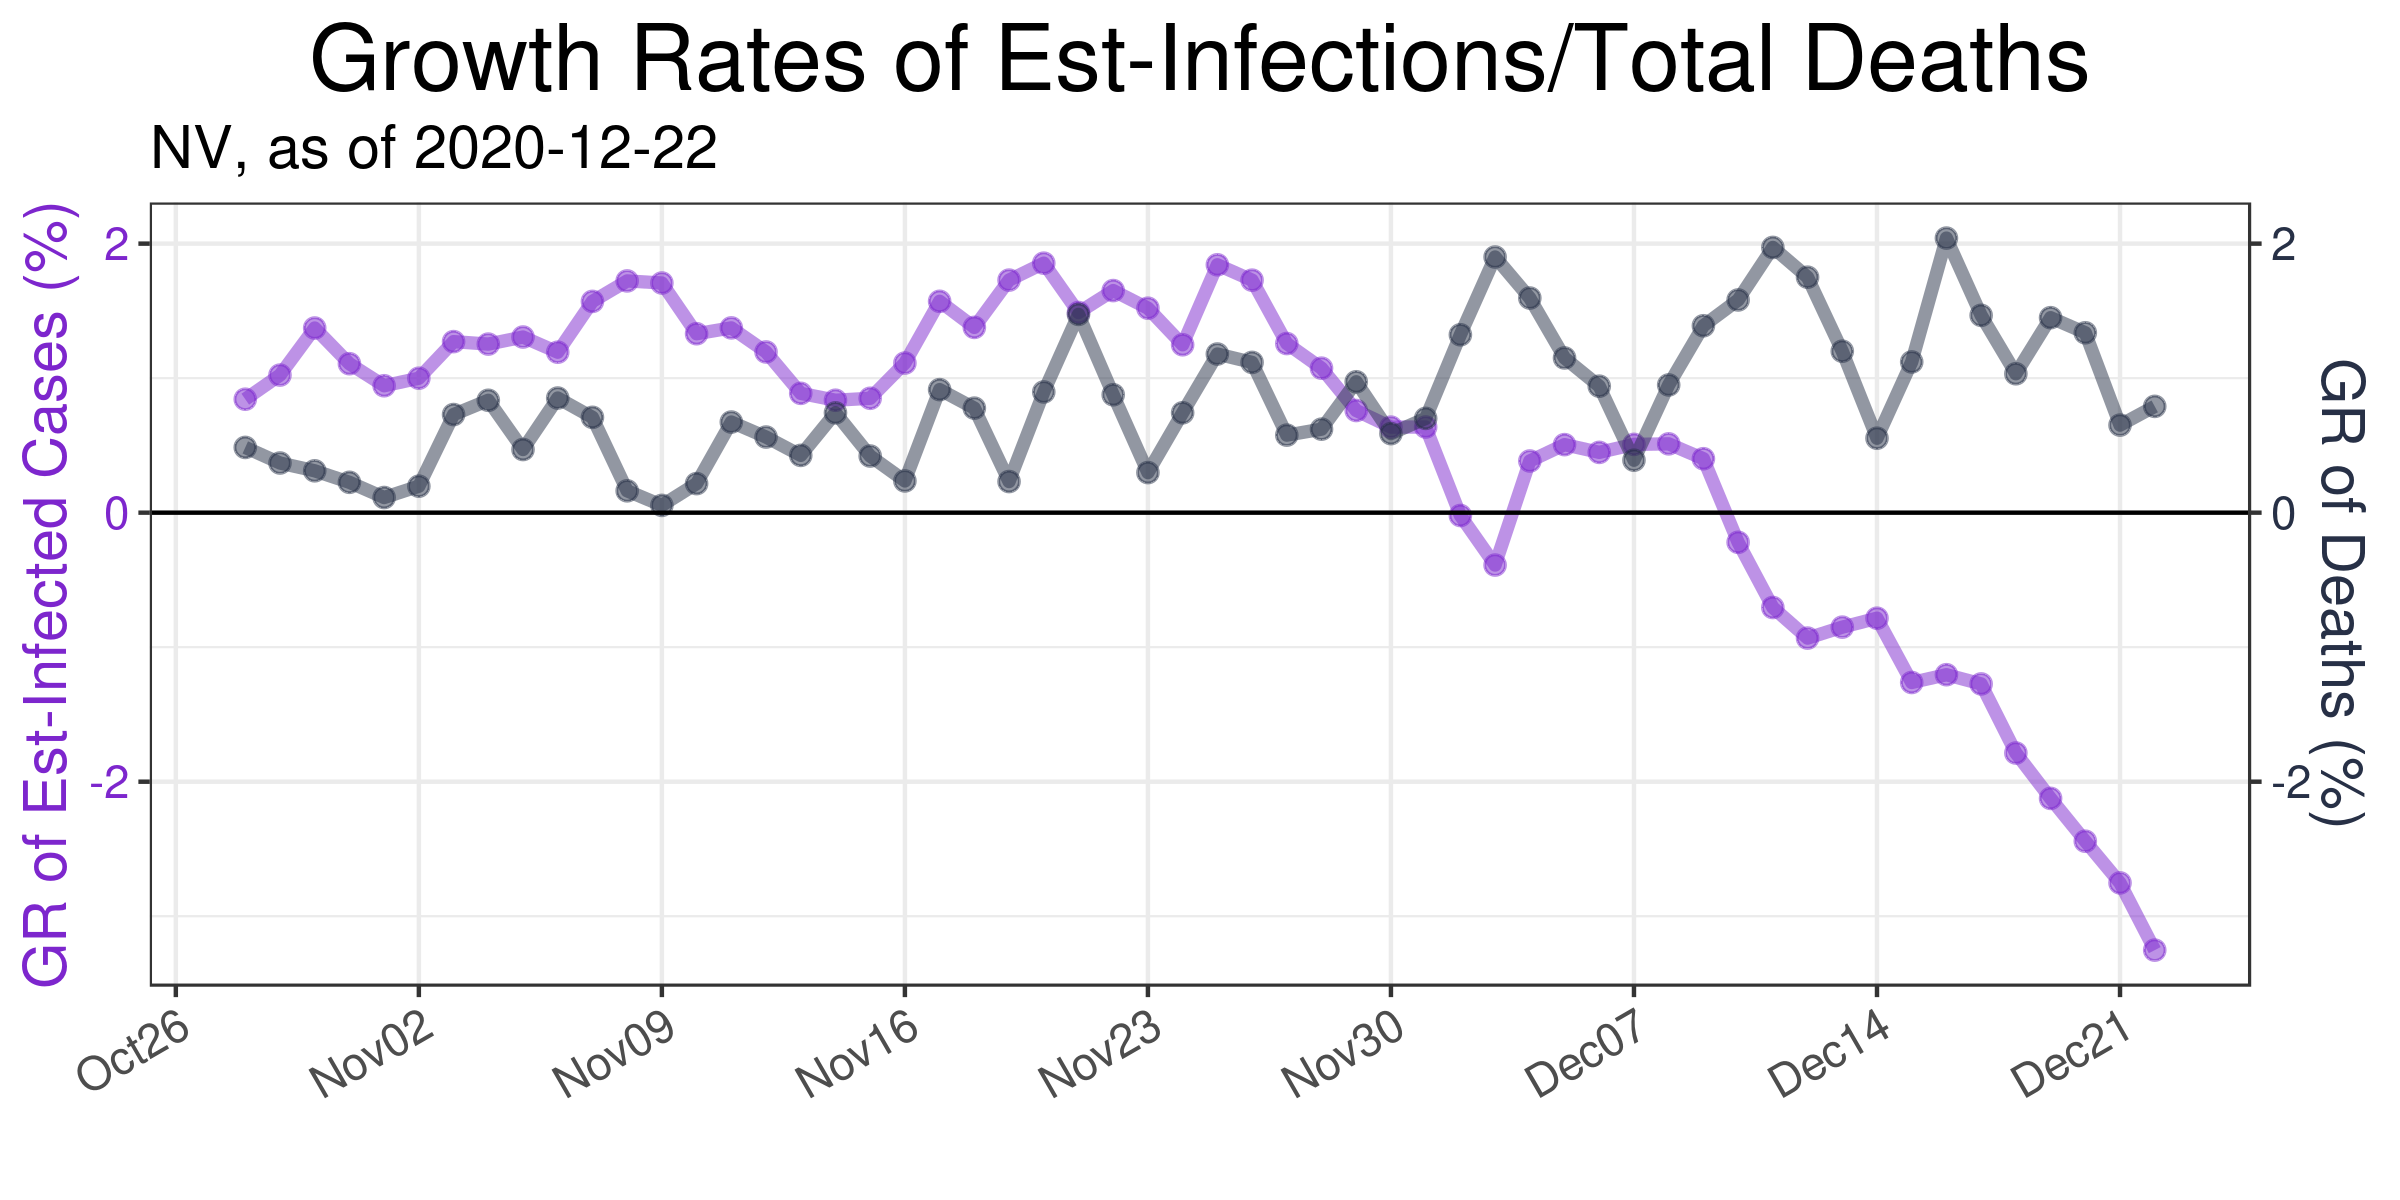 Growth Rates of Est-Infections/Total Deaths
NV, as of 2020-12-22
GR of Est-Infected Cases (%)
2
0
-2
2
0
-2
GR of Deaths (%)
Oct26
Nov02
Nov09
Nov16
Nov23
Nov30
Dec07
Dec14
Dec21